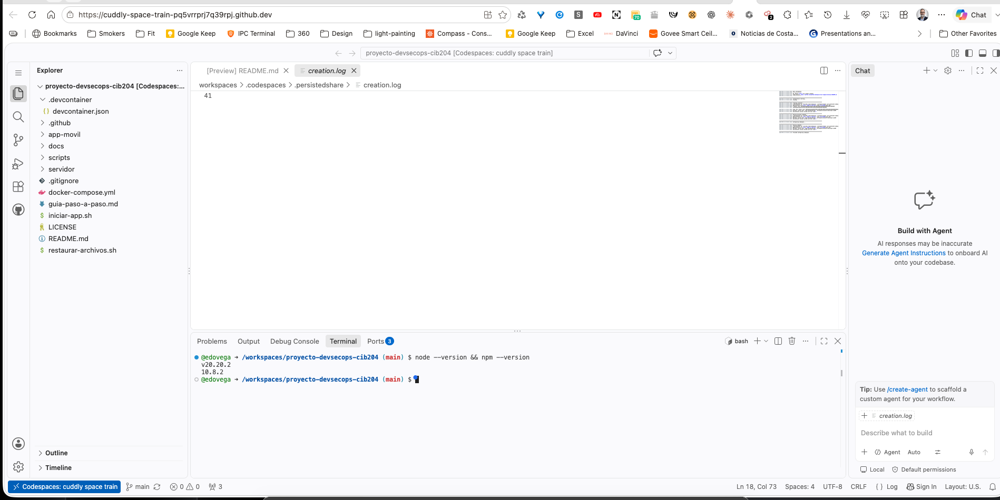 https://cuddly-space-train-pq5vrrprj7q39rpj.github.dev
S
70
2
Chat
Bookmarks Smokers Fit Google Keep IPC Terminal 360 Design light-painting Compass - Cons... Google Keep Excel DaVinci Govee Smart Ceil... Noticias de Costa... Presentations an... Other Favorites
proyecto-devsecops-cib204 [Codespaces: cuddly space train]
Explorer
proyecto-devsecops-cib204 [Codespaces:...
.devcontainer
{} devcontainer.json
.github
app-movil
docs
scripts
servidor
.gitignore
docker-compose.yml
guia-paso-a-paso.md
$ iniciar-app.sh
LICENSE
README.md
$ restaurar-archivos.sh
Outline
Timeline
[Preview] README.md creation.log
workspaces > .codespaces > .persistedshare > creation.log
41
Problems Output Debug Console Terminal Ports 3
bash
@edovega → /workspaces/proyecto-devsecops-cib204 (main) $ node --version && npm --version
v20.20.2
10.8.2
@edovega → /workspaces/proyecto-devsecops-cib204 (main) $
Chat
Build with Agent
AI responses may be inaccurate
Generate Agent Instructions to onboard AI
onto your codebase.
Tip: Use /create-agent to scaffold a
custom agent for your workflow.
creation.log
Describe what to build
Agent Auto
Local Default permissions
Codespaces: cuddly space train main 0 0 3
Ln 18, Col 73 Spaces: 4 UTF-8 CRLF {} Log Sign In Layout: U.S.